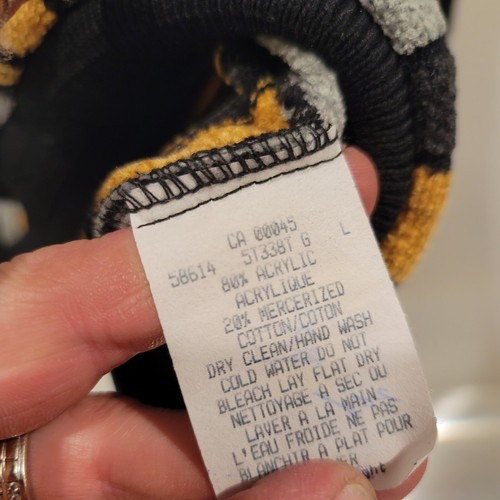 CA 00045
5T338T G L
58614
80% ACRYLIC
ACRYLIQUE
20% MERCERIZED
COTTON/COTON
DRY CLEAN/HAND WASH
COLD WATER DO NOT
BLEACH LAY FLAT DRY
NETTOYAGE A SEC OU
LAVER A LA MAIN
L'EAU FROIDE NE PAS
BLANCHIR A PLAT POUR